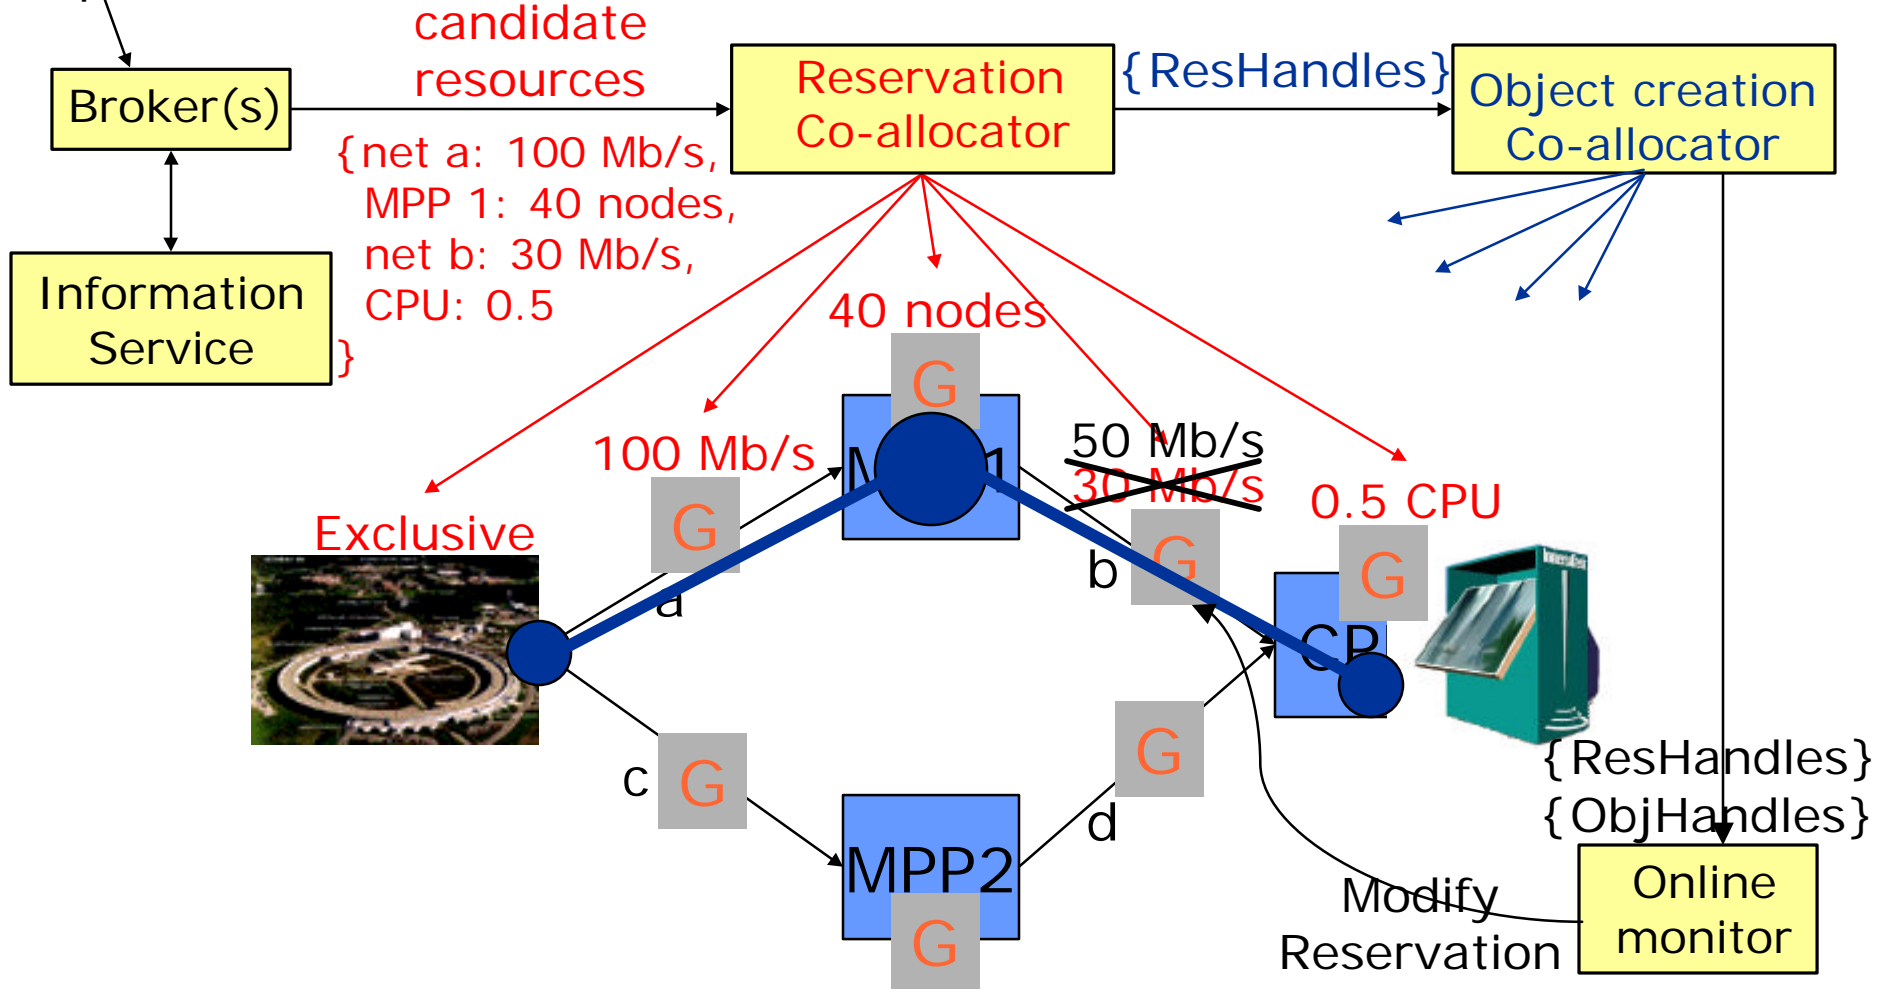 candidate
resources
Broker(s)
Reservation
Co-allocator
{ResHandles}
Object creation
Co-allocator
{net a: 100 Mb/s,
MPP 1: 40 nodes,
net b: 30 Mb/s,
CPU: 0.5
}
Information
Service
40 nodes
G
100 Mb/s
50 Mb/s
30 Mb/s
0.5 CPU
Exclusive
G
1
G
G
a
b
CP
c
G
G
d
{ResHandles}
{ObjHandles}
MPP2
G
Modify
Reservation
Online
monitor